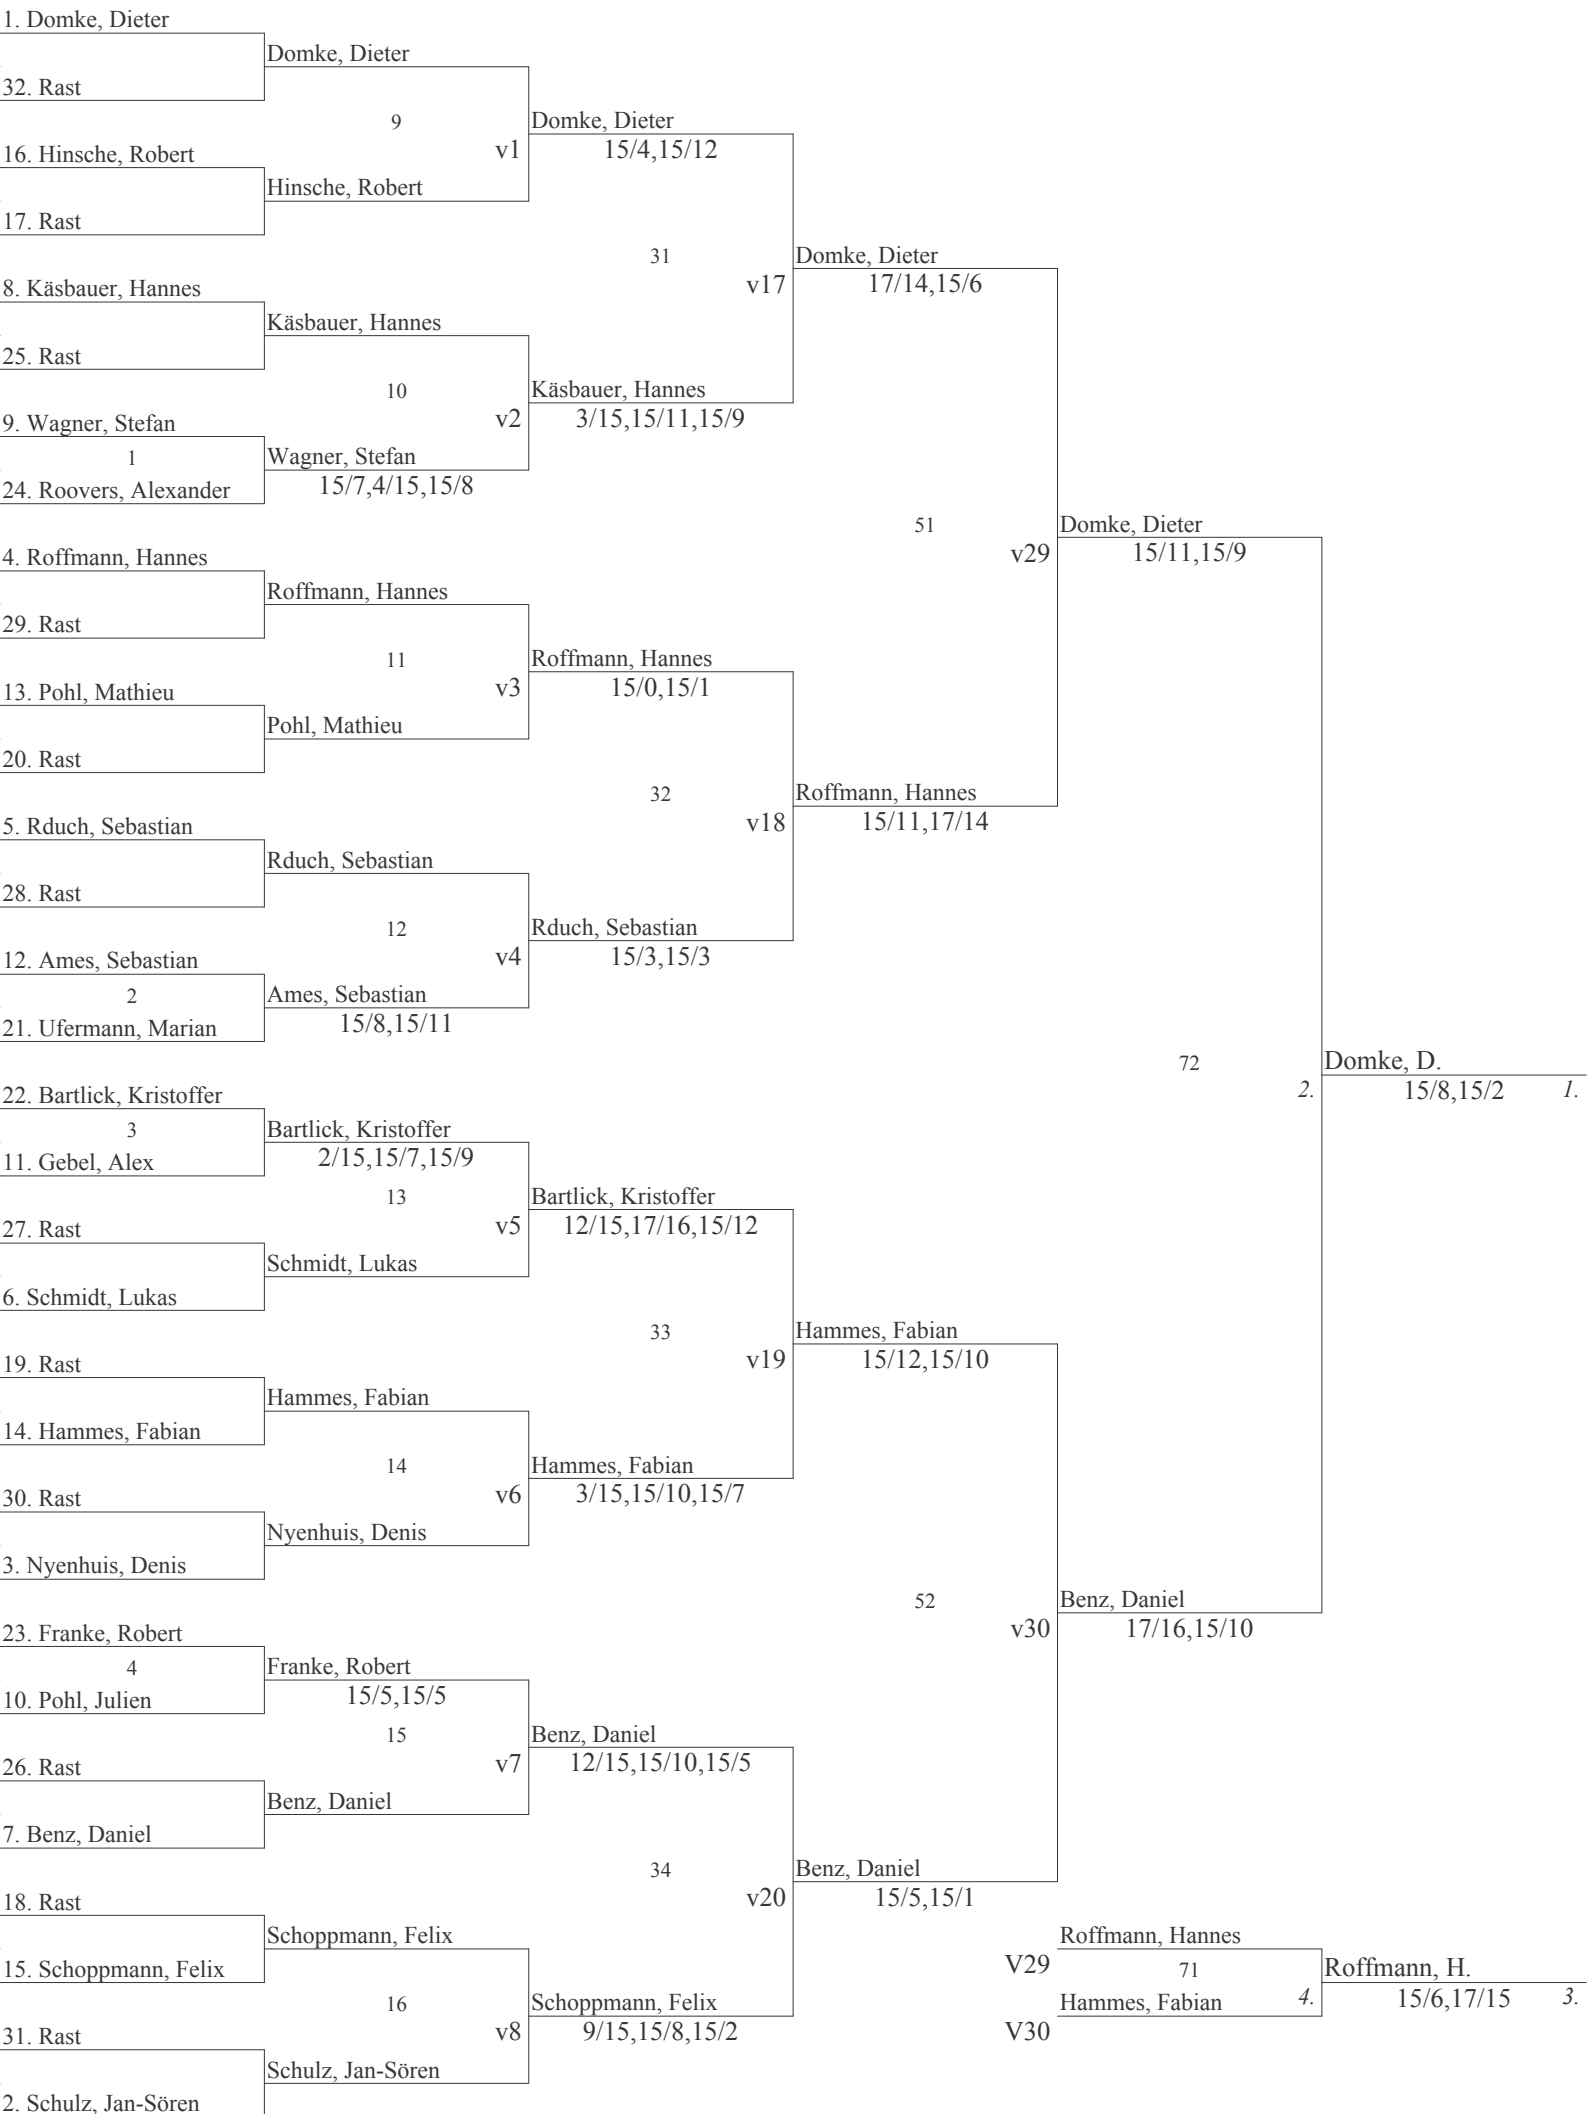 1. Domke, Dieter
Domke, Dieter
32. Rast
9
Domke, Dieter
v1
15/4,15/12
16. Hinsche, Robert
Hinsche, Robert
17. Rast
31
Domke, Dieter
v17
17/14,15/6
8. Käsbauer, Hannes
Käsbauer, Hannes
25. Rast
10
Käsbauer, Hannes
v2
3/15,15/11,15/9
9. Wagner, Stefan
1
Wagner, Stefan
24. Roovers, Alexander
15/7,4/15,15/8
51
Domke, Dieter
v29
15/11,15/9
4. Roffmann, Hannes
Roffmann, Hannes
29. Rast
11
Roffmann, Hannes
v3
15/0,15/1
13. Pohl, Mathieu
Pohl, Mathieu
20. Rast
32
Roffmann, Hannes
v18
15/11,17/14
5. Rduch, Sebastian
Rduch, Sebastian
28. Rast
12
Rduch, Sebastian
v4
15/3,15/3
12. Ames, Sebastian
2
Ames, Sebastian
21. Ufermann, Marian
15/8,15/11
72
Domke, D.
2.
15/8,15/2
1.
22. Bartlick, Kristoffer
3
Bartlick, Kristoffer
11. Gebel, Alex
2/15,15/7,15/9
13
Bartlick, Kristoffer
v5
12/15,17/16,15/12
27. Rast
Schmidt, Lukas
6. Schmidt, Lukas
33
Hammes, Fabian
v19
15/12,15/10
19. Rast
Hammes, Fabian
14. Hammes, Fabian
14
Hammes, Fabian
v6
3/15,15/10,15/7
30. Rast
Nyenhuis, Denis
3. Nyenhuis, Denis
52
Benz, Daniel
v30
17/16,15/10
23. Franke, Robert
4
Franke, Robert
10. Pohl, Julien
15/5,15/5
15
Benz, Daniel
v7
12/15,15/10,15/5
26. Rast
Benz, Daniel
7. Benz, Daniel
34
Benz, Daniel
v20
15/5,15/1
18. Rast
Schoppmann, Felix
15. Schoppmann, Felix
16
Schoppmann, Felix
v8
9/15,15/8,15/2
31. Rast
Schulz, Jan-Sören
2. Schulz, Jan-Sören
Roffmann, Hannes
V29
71
Roffmann, H.
Hammes, Fabian
4.
15/6,17/15
3.
V30